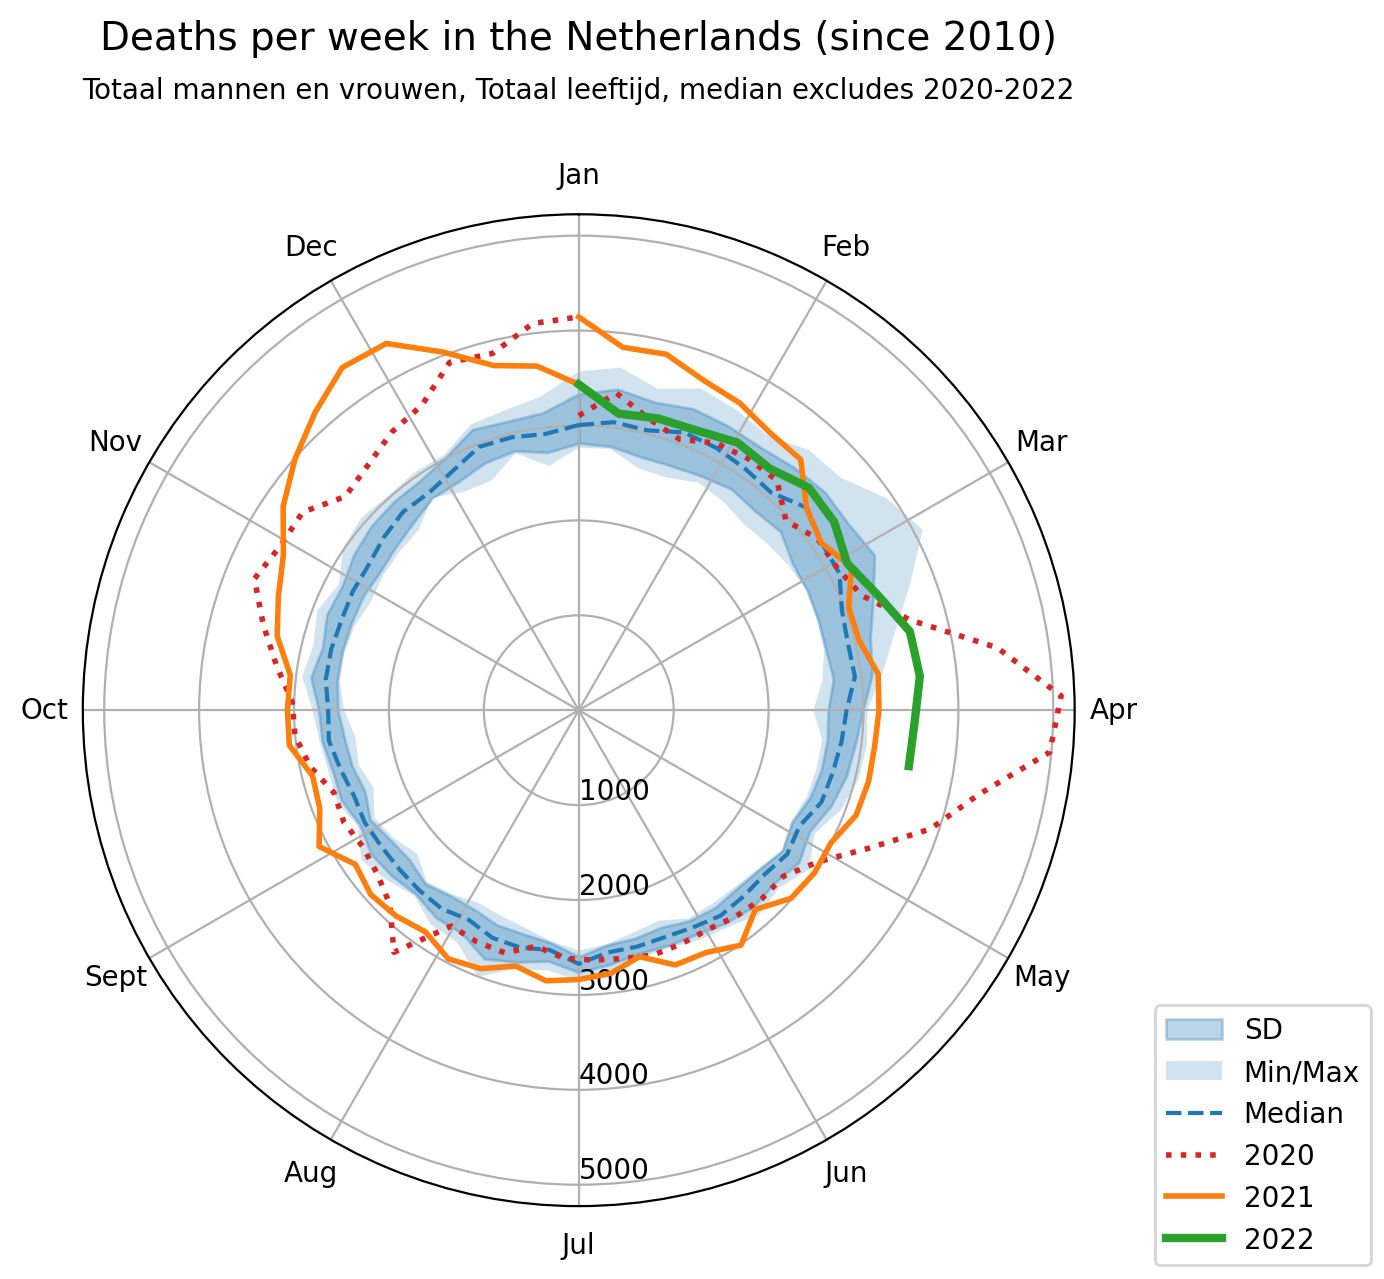 Deaths per week in the Netherlands (since 2010)
Totaal mannen en vrouwen, Totaal leeftijd, median excludes 2020-2022
Jan
Dec
Feb
Nov
Mar
Oct
Apr
1000
2000
Sept
3000
May
4000
5000
Aug
Jun
Jul
SD
Min/Max
Median
2020
2021
2022